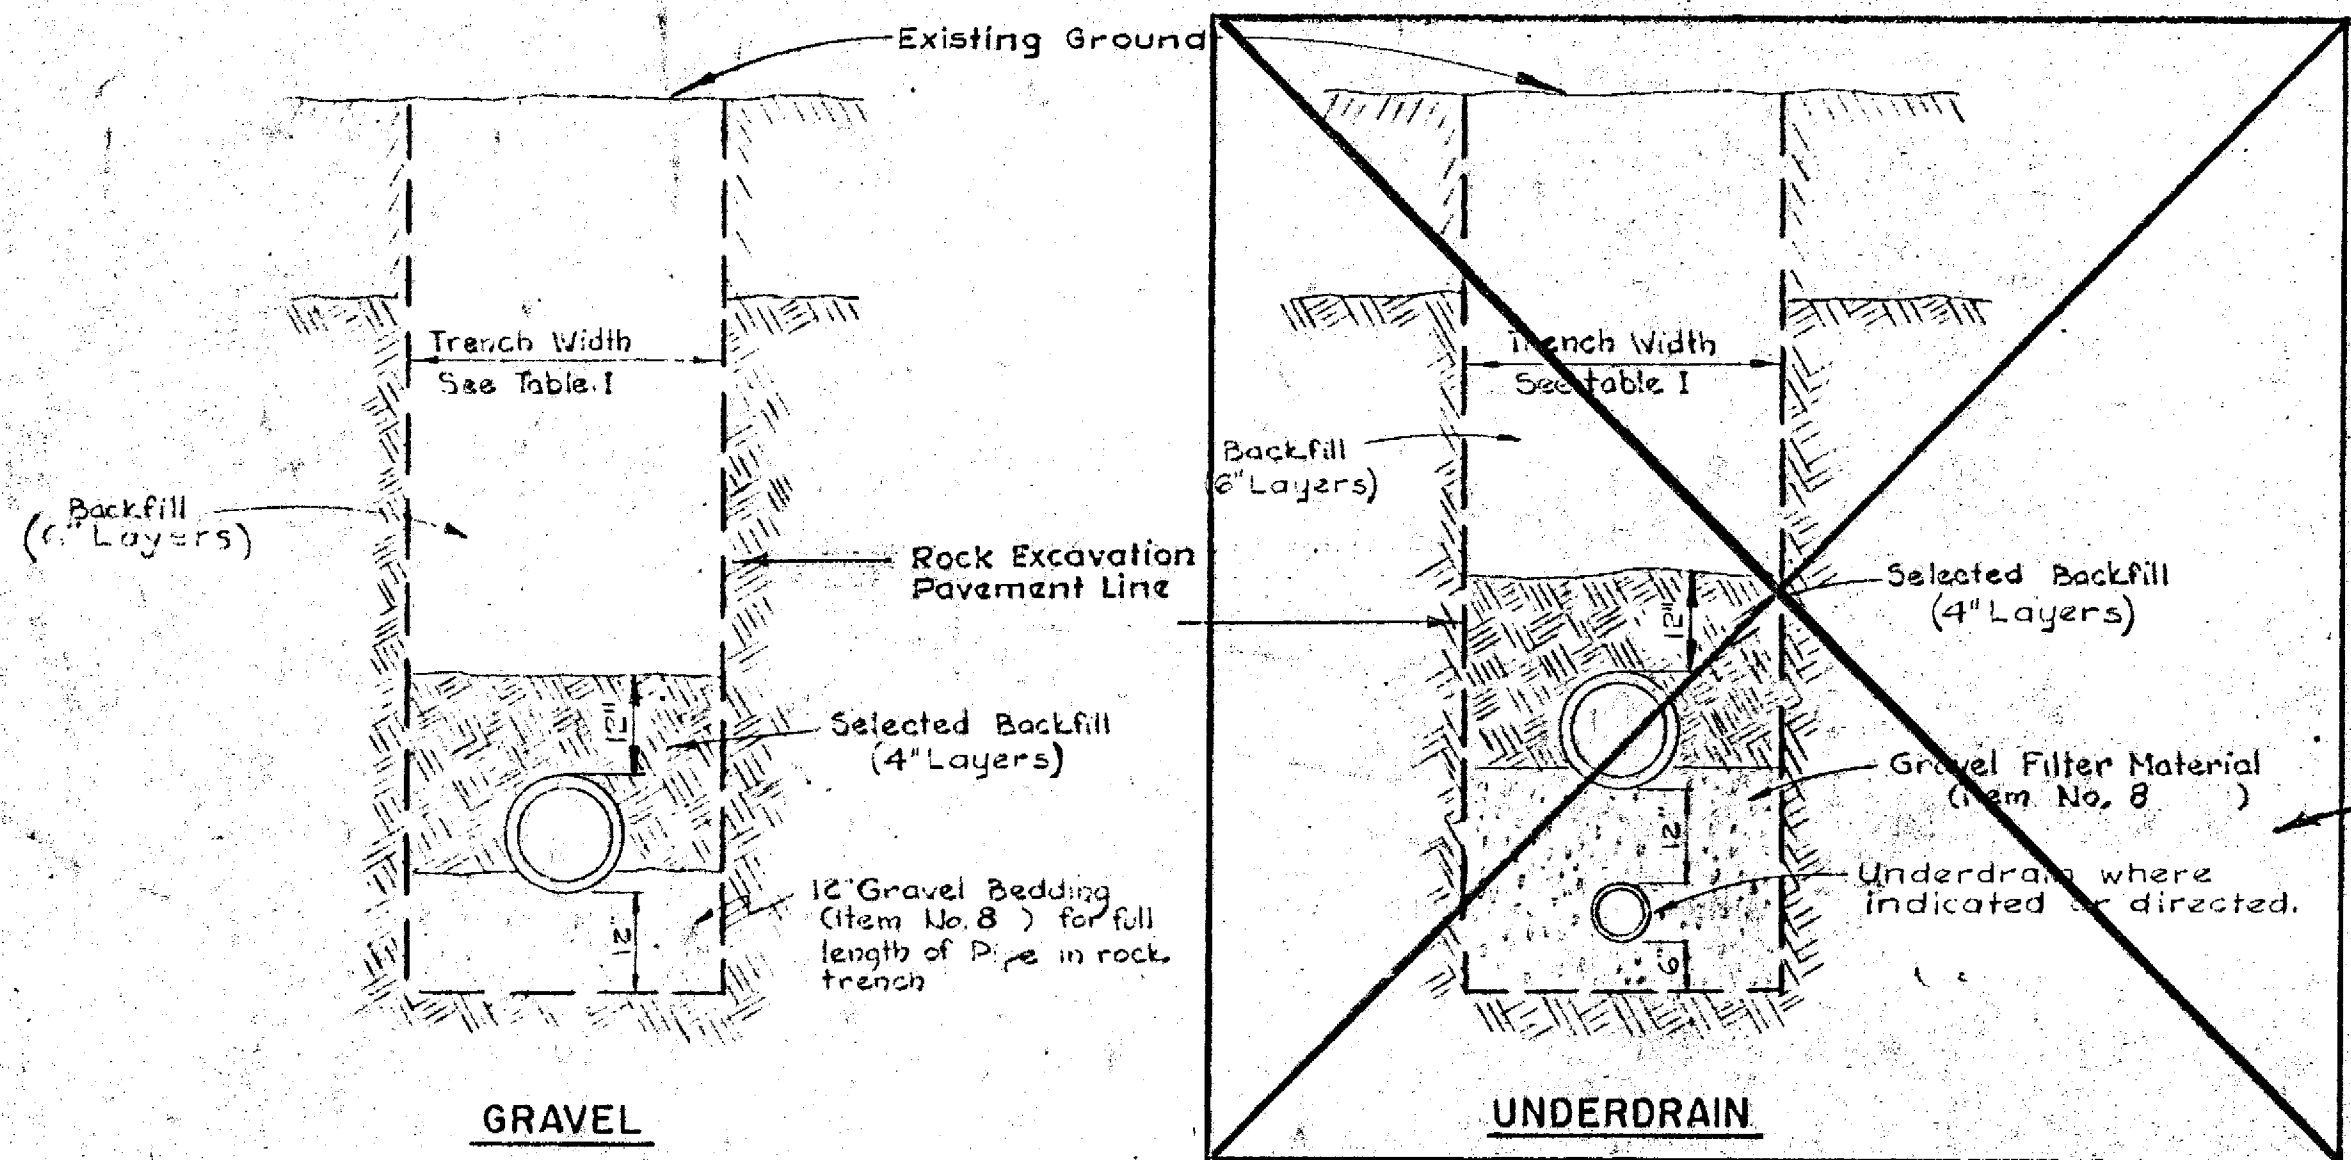 Existing Ground
Trench Width
See Table I
Backfill
(6" Layers)
Rock Excavation
Pavement Line
12"
Selected Backfill
(4" Layers)
12" Gravel Bedding
(Item No. 8 ) for full
length of Pipe in rock
trench
12"
GRAVEL
Trench Width
See table I
Backfill
(6" Layers)
12"
Selected Backfill
(4" Layers)
Gravel Filter Material
(Item No. 8 )
12"
Underdrain where
indicated or directed.
6"
UNDERDRAIN